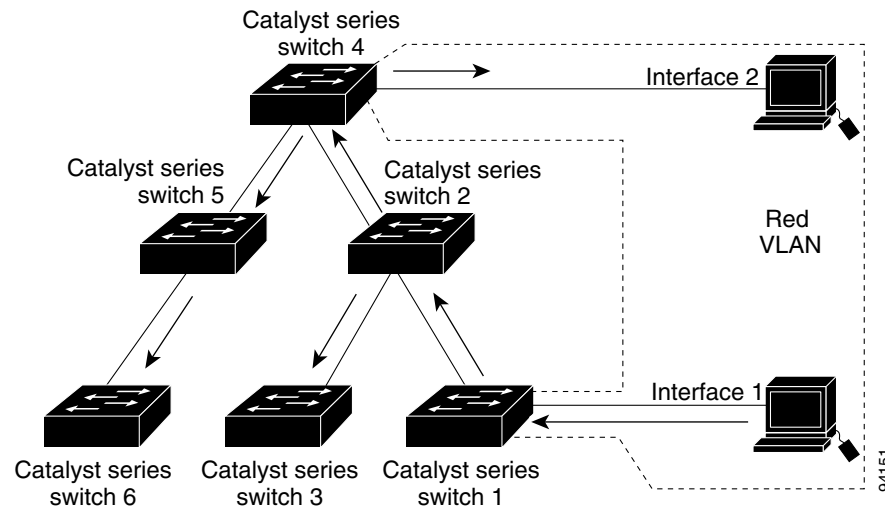 Catalyst series
switch 4
Interface 2
Catalyst series
switch 5
Catalyst series
switch 2
Red
VLAN
Interface 1
Catalyst series
switch 6
Catalyst series
switch 3
Catalyst series
switch 1
94151